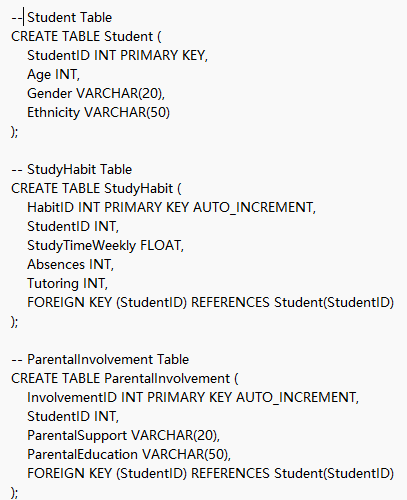 -- Student Table
CREATE TABLE Student (
StudentID INT PRIMARY KEY,
Age INT,
Gender VARCHAR(20),
Ethnicity VARCHAR(50)
);
-- StudyHabit Table
CREATE TABLE StudyHabit (
HabitID INT PRIMARY KEY AUTO_INCREMENT,
StudentID INT,
StudyTimeWeekly FLOAT,
Absences INT,
Tutoring INT,
FOREIGN KEY (StudentID) REFERENCES Student(StudentID)
);
-- ParentalInvolvement Table
CREATE TABLE ParentalInvolvement (
InvolvementID INT PRIMARY KEY AUTO_INCREMENT,
StudentID INT,
ParentalSupport VARCHAR(20),
ParentalEducation VARCHAR(50),
FOREIGN KEY (StudentID) REFERENCES Student(StudentID)
);